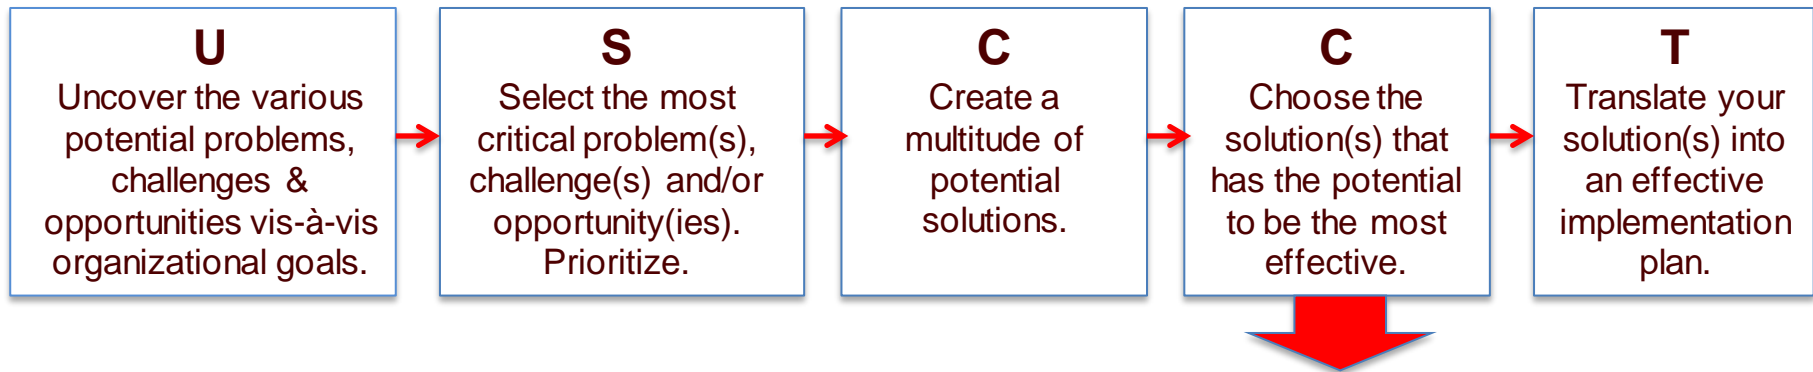 U
Uncover the various
potential problems,
challenges &
opportunities vis-à-vis
organizational goals.
S
Select the most
critical problem(s),
challenge(s) and/or
opportunity(ies).
Prioritize.
C
Create a
multitude of
potential
solutions.
C
Choose the
solution(s) that
has the potential
to be the most
effective.
T
Translate your
solution(s) into
an effective
implementation
plan.